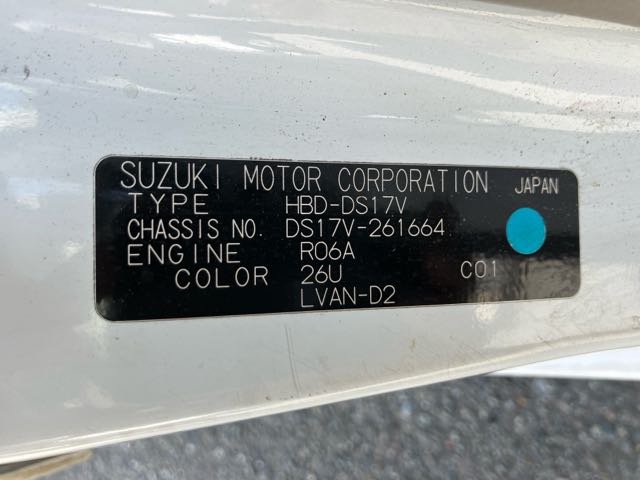 SUZUKI MOTOR CORPORATION JAPAN
TYPE HBD-DS17V
CHASSIS NO. DS17V-261664
ENGINE R06A
COLOR 26U C01
LVAN-D2